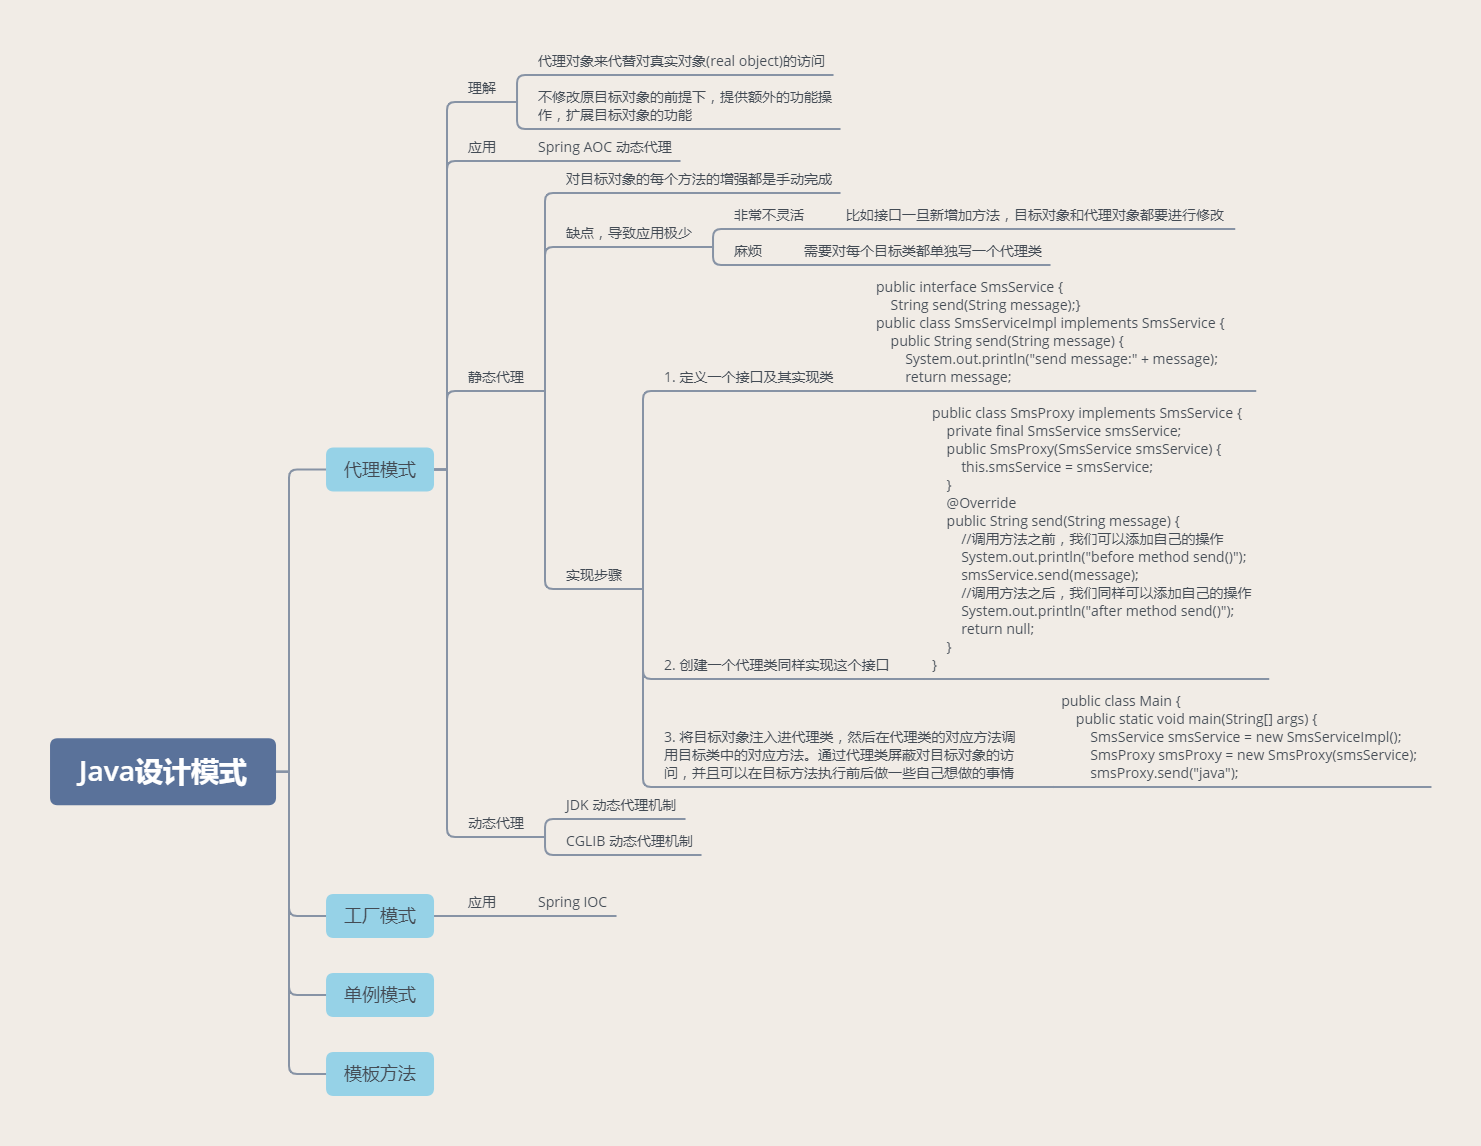 Java设计模式
代理模式
理解
代理对象来代替对真实对象(real object)的访问
不修改原目标对象的前提下，提供额外的功能操
作，扩展目标对象的功能
应用
Spring AOC 动态代理
静态代理
对目标对象的每个方法的增强都是手动完成
缺点，导致应用极少
非常不灵活
比如接口一旦新增加方法，目标对象和代理对象都要进行修改
麻烦
需要对每个目标类都单独写一个代理类
实现步骤
1. 定义一个接口及其实现类
public interface SmsService {
    String send(String message);}
public class SmsServiceImpl implements SmsService {
    public String send(String message) {
        System.out.println("send message:" + message);
        return message;
2. 创建一个代理类同样实现这个接口
public class SmsProxy implements SmsService {
    private final SmsService smsService;
    public SmsProxy(SmsService smsService) {
        this.smsService = smsService;
    }
    @Override
    public String send(String message) {
        //调用方法之前，我们可以添加自己的操作
        System.out.println("before method send()");
        smsService.send(message);
        //调用方法之后，我们同样可以添加自己的操作
        System.out.println("after method send()");
        return null;
    }
}
3. 将目标对象注入进代理类，然后在代理类的对应方法调
用目标类中的对应方法。通过代理类屏蔽对目标对象的访
问，并且可以在目标方法执行前后做一些自己想做的事情
public class Main {
    public static void main(String[] args) {
        SmsService smsService = new SmsServiceImpl();
        SmsProxy smsProxy = new SmsProxy(smsService);
        smsProxy.send("java");
动态代理
JDK 动态代理机制
CGLIB 动态代理机制
工厂模式
应用
Spring IOC
单例模式
模板方法